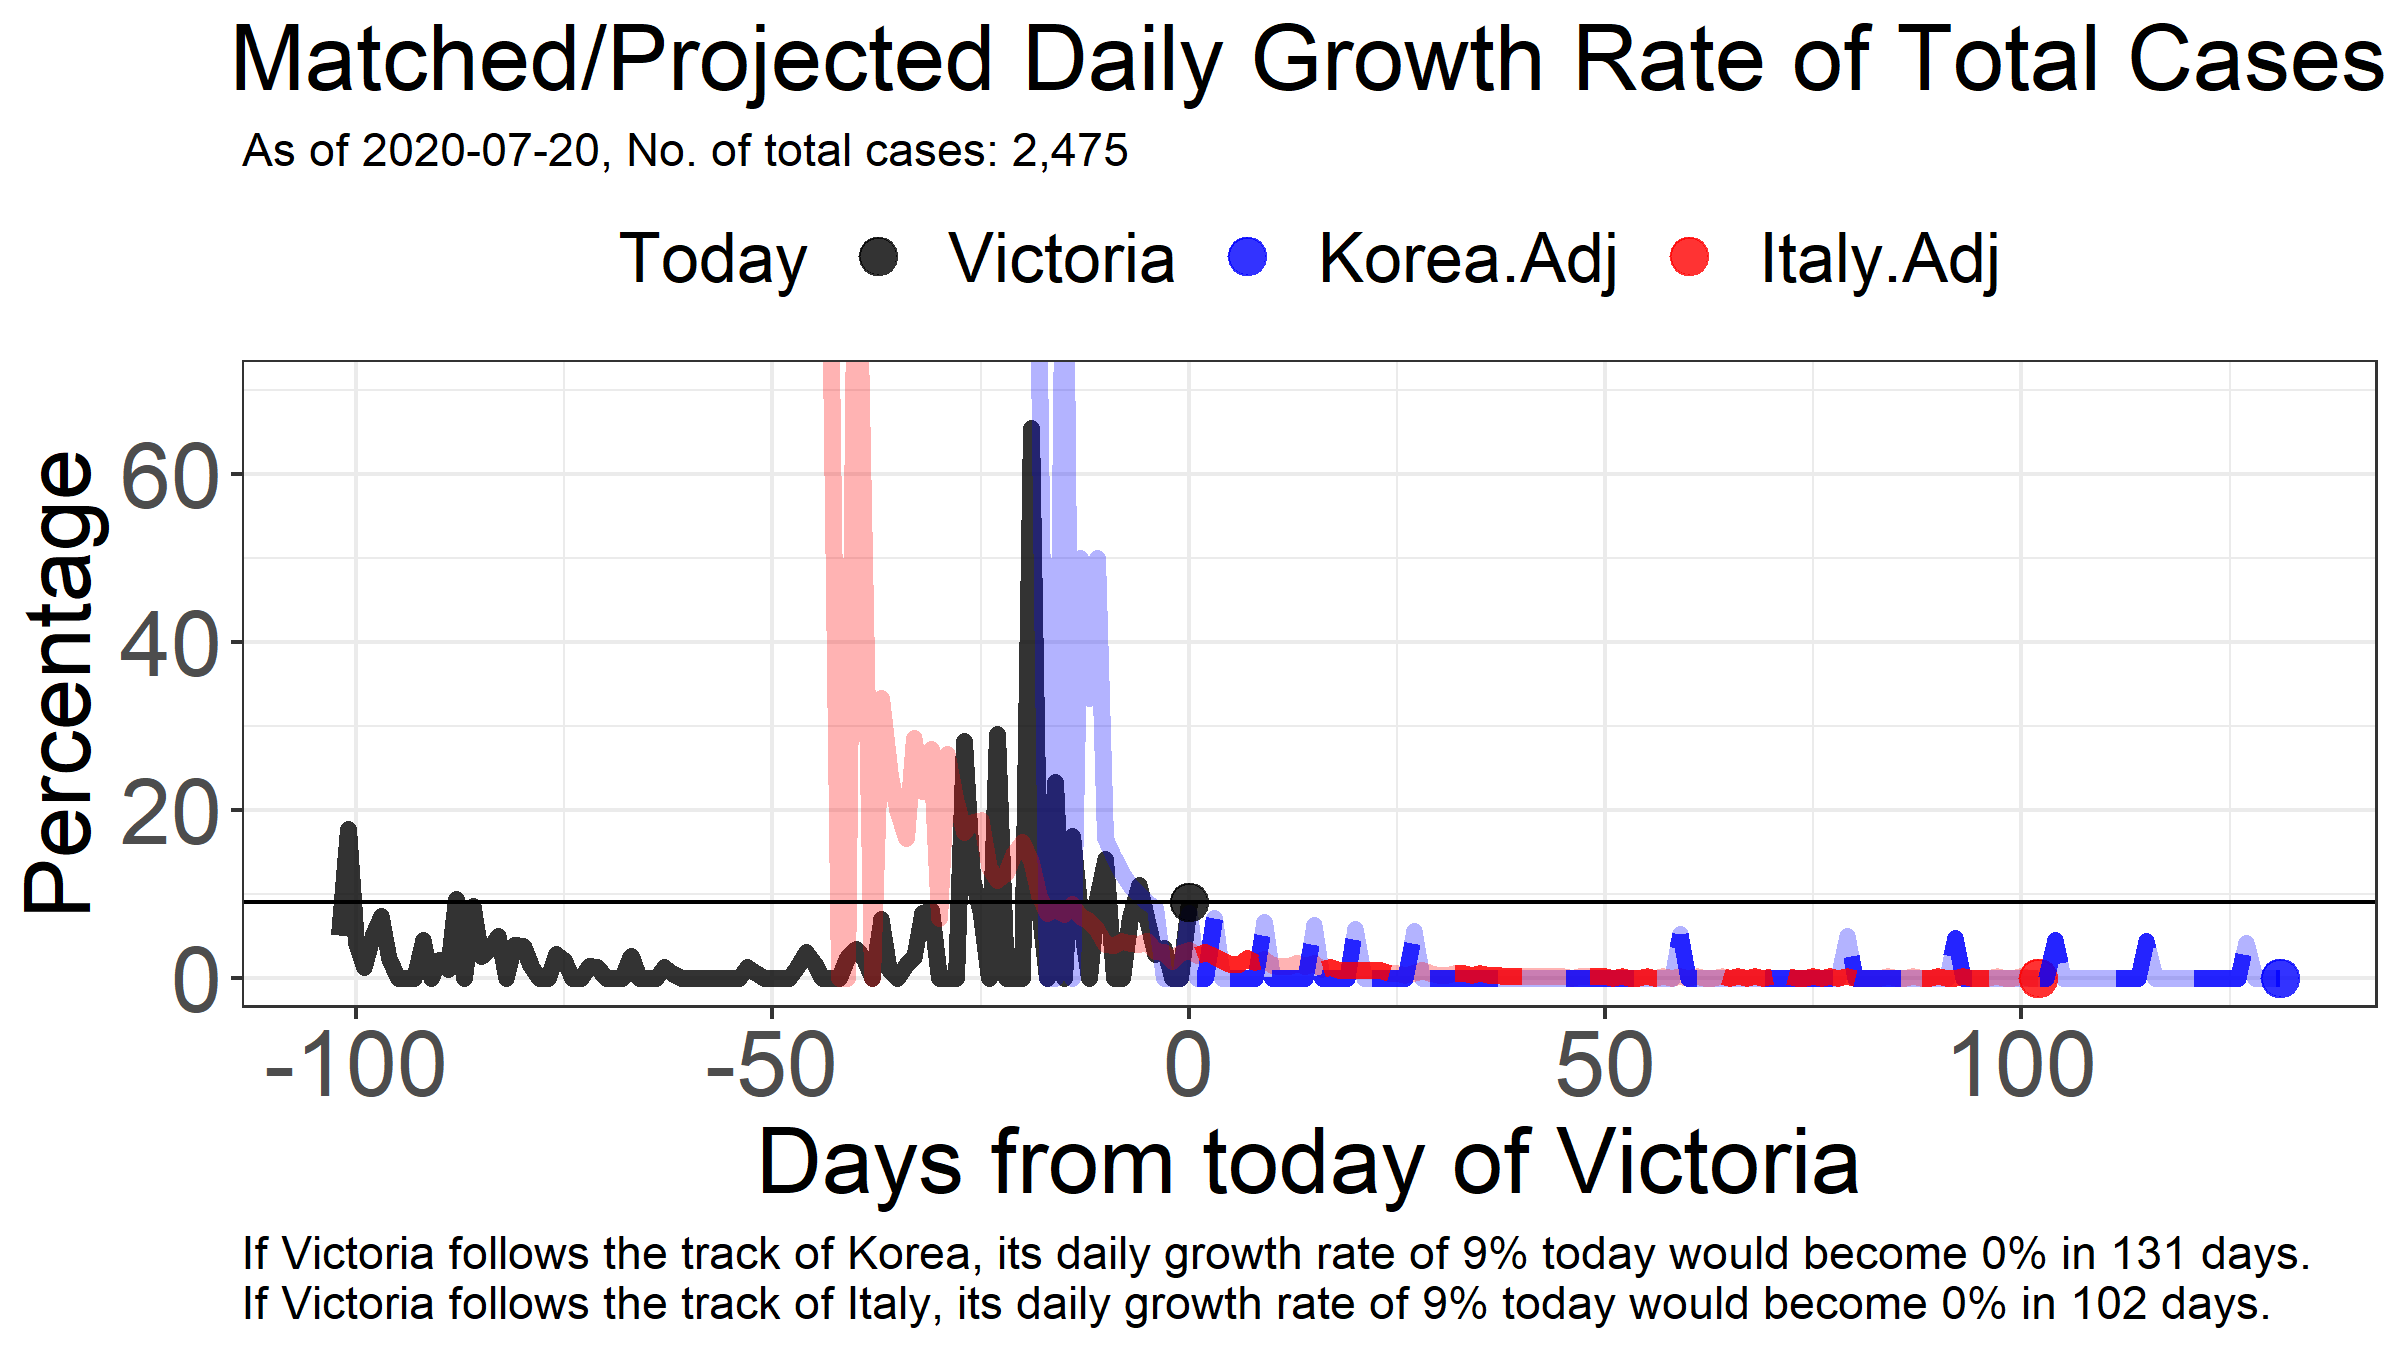 Matched/Projected Daily Growth Rate of Total Cases
As of 2020-07-20, No. of total cases: 2,475
Today Victoria Korea.Adj Italy.Adj
Percentage
60
40
20
0
-100 -50 0 50 100
Days from today of Victoria
If Victoria follows the track of Korea, its daily growth rate of 9% today would become 0% in 131 days.
If Victoria follows the track of Italy, its daily growth rate of 9% today would become 0% in 102 days.